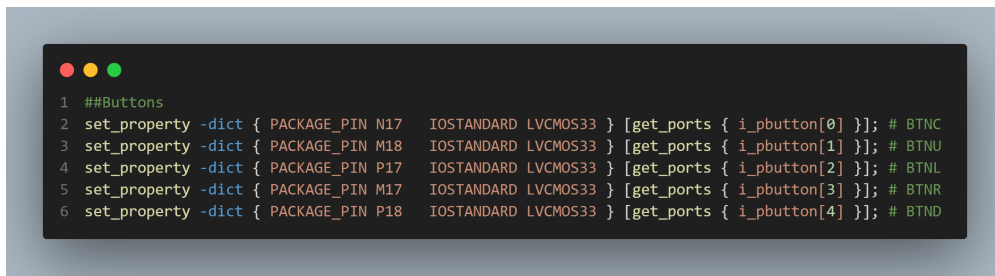 1 ##Buttons
2 set_property -dict { PACKAGE_PIN N17   IOSTANDARD LVCMOS33 } [get_ports { i_pbutton[0] }]; # BTNC
3 set_property -dict { PACKAGE_PIN M18   IOSTANDARD LVCMOS33 } [get_ports { i_pbutton[1] }]; # BTNU
4 set_property -dict { PACKAGE_PIN P17   IOSTANDARD LVCMOS33 } [get_ports { i_pbutton[2] }]; # BTNL
5 set_property -dict { PACKAGE_PIN M17   IOSTANDARD LVCMOS33 } [get_ports { i_pbutton[3] }]; # BTNR
6 set_property -dict { PACKAGE_PIN P18   IOSTANDARD LVCMOS33 } [get_ports { i_pbutton[4] }]; # BTND